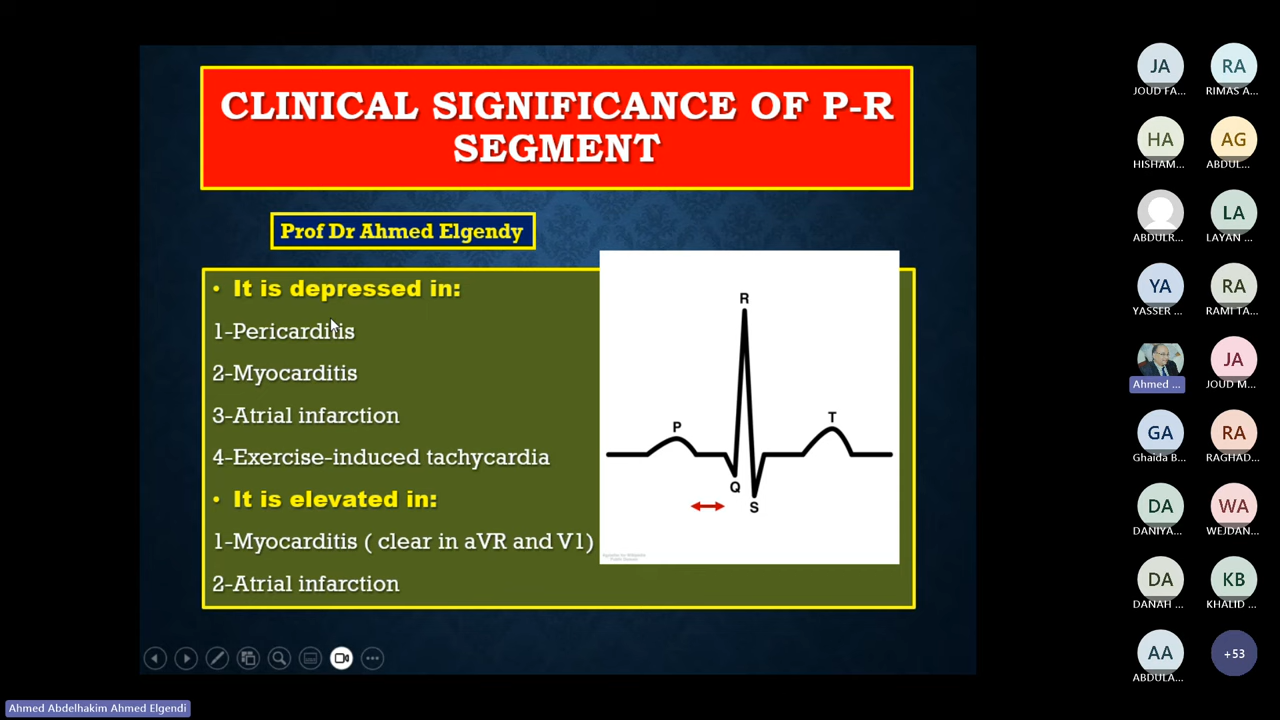 CLINICAL SIGNIFICANCE OF P-R
SEGMENT
Prof Dr Ahmed Elgendy
• It is depressed in:
1-Pericarditis
2-Myocarditis
3-Atrial infarction
4-Exercise-induced tachycardia
• It is elevated in:
1-Myocarditis ( clear in aVR and V1)
2-Atrial infarction
R
P
T
Q
S
JA
JOUD FA...
RA
RIMAS A...
HA
HISHAM...
AG
ABDUL...
ABDULR...
LA
LAYAN ...
YA
YASSER ...
RA
RAMI TA...
Ahmed ...
JA
JOUD M...
GA
Ghaida B...
RA
RAGHAD...
DA
DANIYA...
WA
WEJDAN...
DA
DANAH ...
KB
KHALID ...
AA
ABDULA...
+53
Ahmed Abdelhakim Ahmed Elgendi